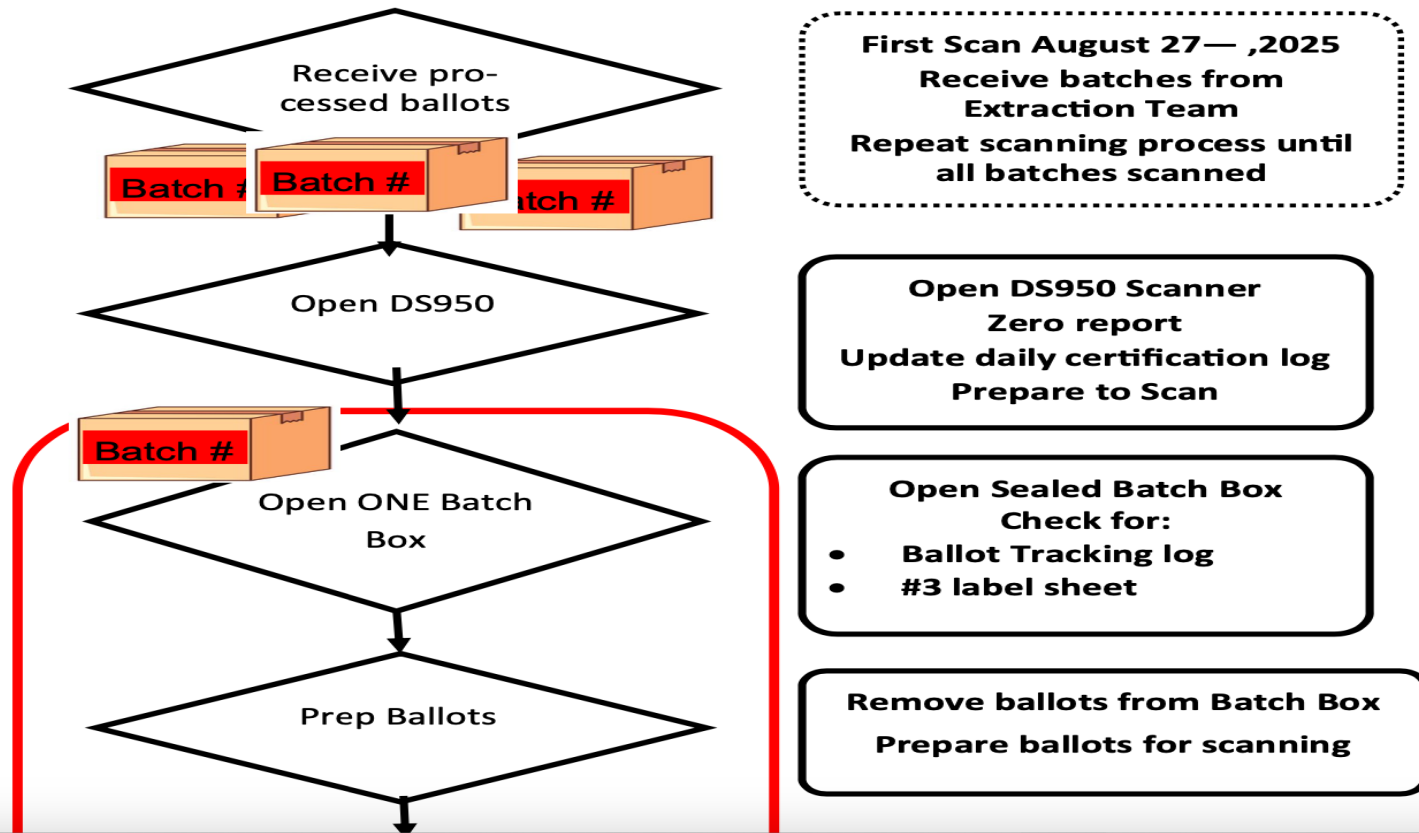 Receive pro-
cessed ballots
Batch #
Batch #
atch #
First Scan August 27— ,2025
Receive batches from
Extraction Team
Repeat scanning process until
all batches scanned
Open DS950
Open DS950 Scanner
Zero report
Update daily certification log
Prepare to Scan
Batch #
Open ONE Batch
Box
Open Sealed Batch Box
Check for:
• Ballot Tracking log
• #3 label sheet
Prep Ballots
Remove ballots from Batch Box
Prepare ballots for scanning